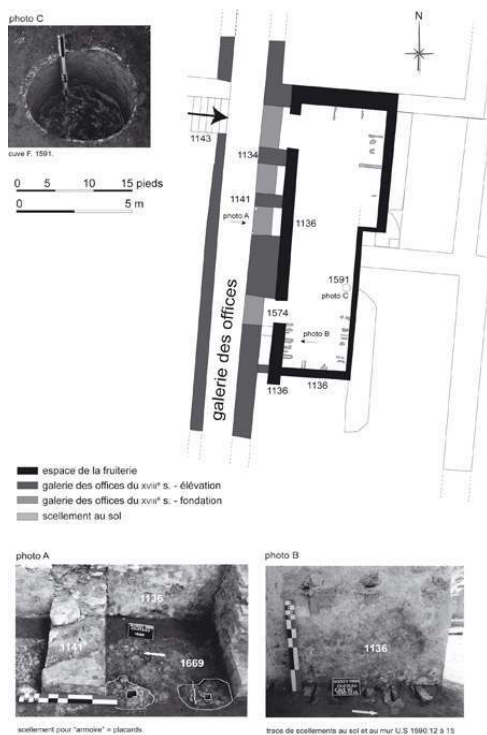 photo C
cuve F. 1591.
0 5 10 15 pieds
0 5 m
N
1143
1134
1141
photo A
1136
1591
photo C
1574
photo B
1136
1136
galerie des offices
espace de la fruiterie
galerie des offices du XVIIIe s. - élévation
galerie des offices du XVIIIe s. - fondation
scellement au sol
photo A
1136
1141
1669
scellement pour "armoire" = placards.
photo B
1136
trace de scellements au sol et au mur U.S 1590.12 à 15